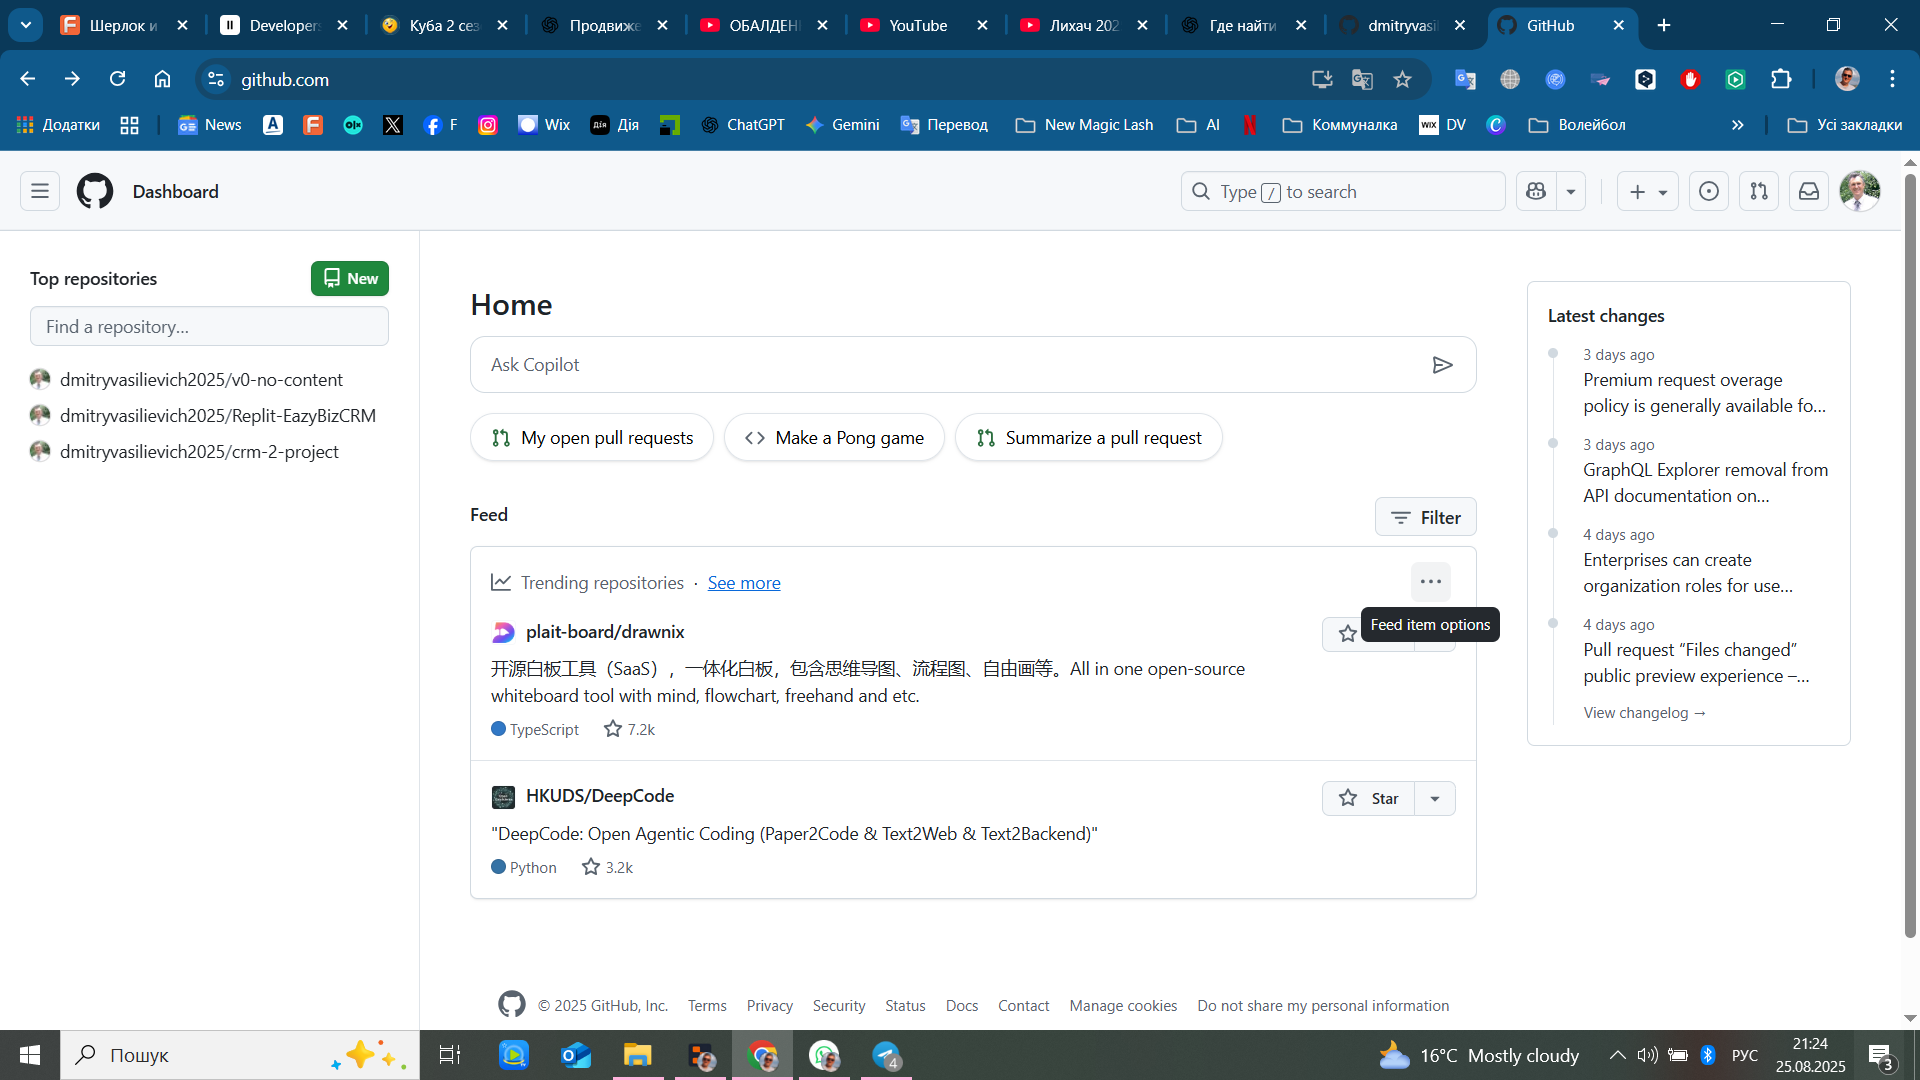 Шерлок и
Developers
Куба 2 сез
Продвиже
ОБАЛДЕН
YouTube
Лихач 202
Где найти
dmitryvasil
GitHub
github.com
Додатки
News
F
Wix
Дія
ChatGPT
Gemini
Перевод
New Magic Lash
AI
Коммуналка
DV
Волейбол
Усі закладки
Dashboard
Type / to search
Top repositories
New
Find a repository...
dmitryvasilievich2025/v0-no-content
dmitryvasilievich2025/Replit-EazyBizCRM
dmitryvasilievich2025/crm-2-project
Home
Ask Copilot
My open pull requests
Make a Pong game
Summarize a pull request
Feed
Filter
Trending repositories · See more
Feed item options
plait-board/drawnix
开源白板工具（SaaS），一体化白板，包含思维导图、流程图、自由画等。All in one open-source
whiteboard tool with mind, flowchart, freehand and etc.
TypeScript
7.2k
HKUDS/DeepCode
Star
"DeepCode: Open Agentic Coding (Paper2Code & Text2Web & Text2Backend)"
Python
3.2k
Latest changes
3 days ago
Premium request overage
policy is generally available fo...
3 days ago
GraphQL Explorer removal from
API documentation on...
4 days ago
Enterprises can create
organization roles for use...
4 days ago
Pull request “Files changed”
public preview experience –...
View changelog →
© 2025 GitHub, Inc.
Terms
Privacy
Security
Status
Docs
Contact
Manage cookies
Do not share my personal information
Пошук
4
16°C Mostly cloudy
РУС
21:24
25.08.2025
3